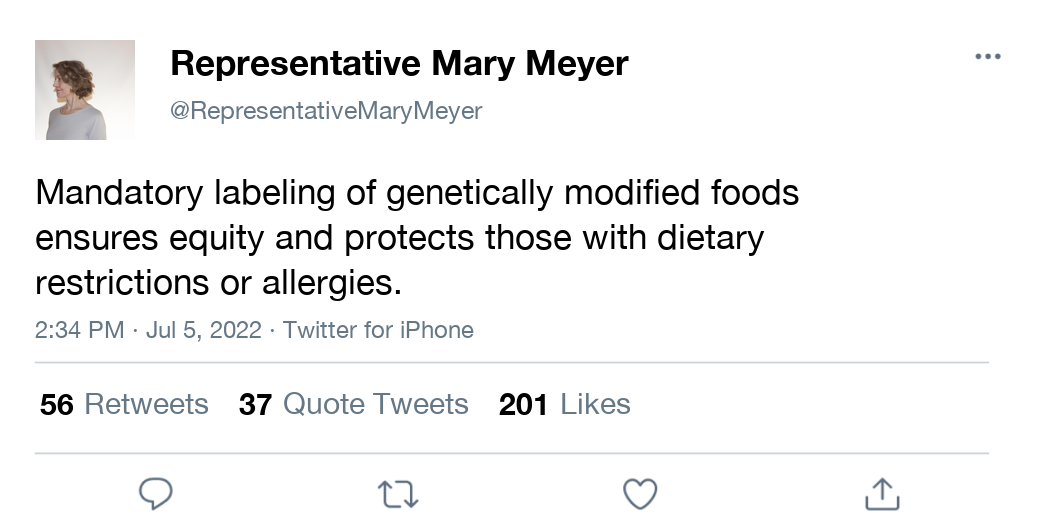 Representative Mary Meyer
@RepresentativeMaryMeyer
Mandatory labeling of genetically modified foods
ensures equity and protects those with dietary
restrictions or allergies.
2:34 PM · Jul 5, 2022 · Twitter for iPhone
56 Retweets 37 Quote Tweets 201 Likes